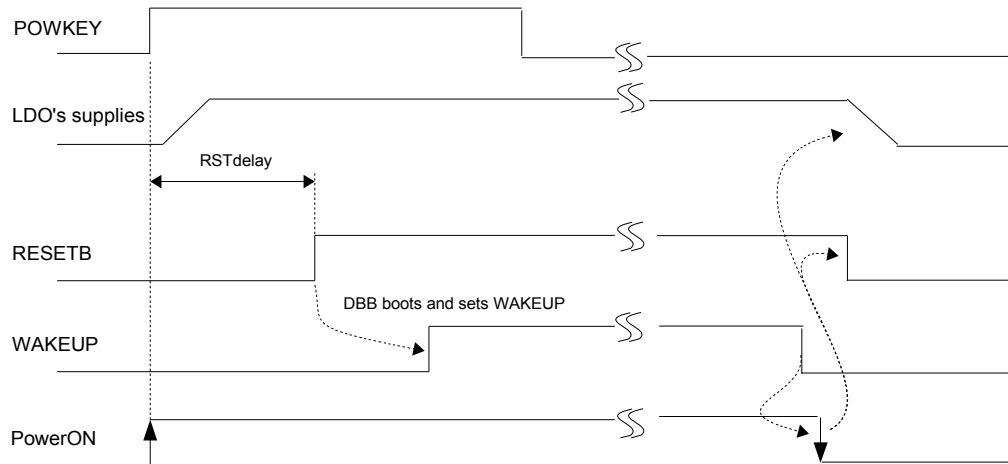 POWKEY
LDO's supplies
RSTdelay
RESETB
DBB boots and sets WAKEUP
WAKEUP
PowerON